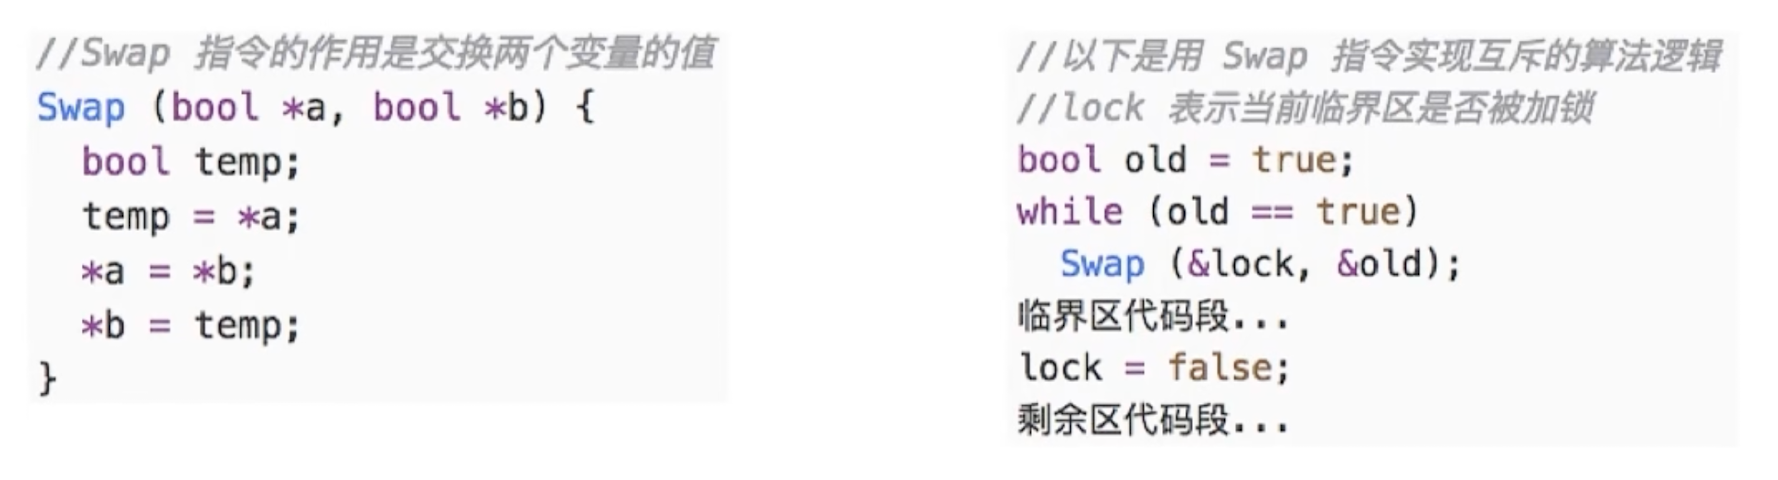 //Swap 指令的作用是交换两个变量的值
Swap (bool *a, bool *b) {
  bool temp;
  temp = *a;
  *a = *b;
  *b = temp;
}
//以下是用 Swap 指令实现互斥的算法逻辑
//lock 表示当前临界区是否被加锁
bool old = true;
while (old == true)
  Swap (&lock, &old);
临界区代码段...
lock = false;
剩余区代码段...